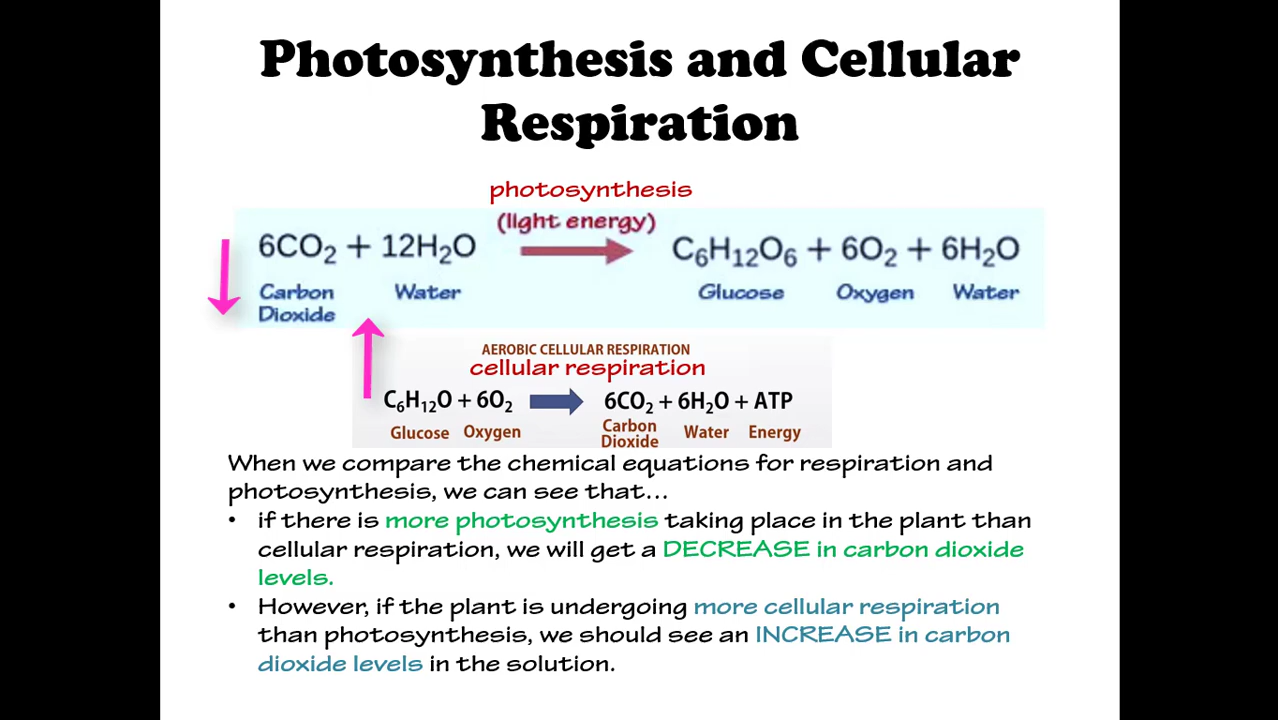 Photosynthesis and Cellular
Respiration
photosynthesis
(light energy)
6CO₂ + 12H₂O C₆H₁₂O₆ + 6O₂ + 6H₂O
Carbon Dioxide Water Glucose Oxygen Water
AEROBIC CELLULAR RESPIRATION
cellular respiration
C₆H₁₂O + 6O₂ 6CO₂ + 6H₂O + ATP
Glucose Oxygen Carbon Dioxide Water Energy
When we compare the chemical equations for respiration and
photosynthesis, we can see that...
• if there is more photosynthesis taking place in the plant than
cellular respiration, we will get a DECREASE in carbon dioxide
levels.
• However, if the plant is undergoing more cellular respiration
than photosynthesis, we should see an INCREASE in carbon
dioxide levels in the solution.